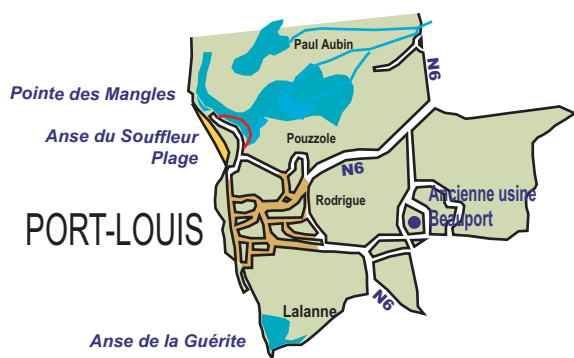 Paul Aubin
N6
Pointe des Mangles
Anse du Souffleur
Plage
Pouzzole
N6
Rodrigue
Ancienne usine
Beauport
PORT-LOUIS
N6
Lalanne
Anse de la Guérite